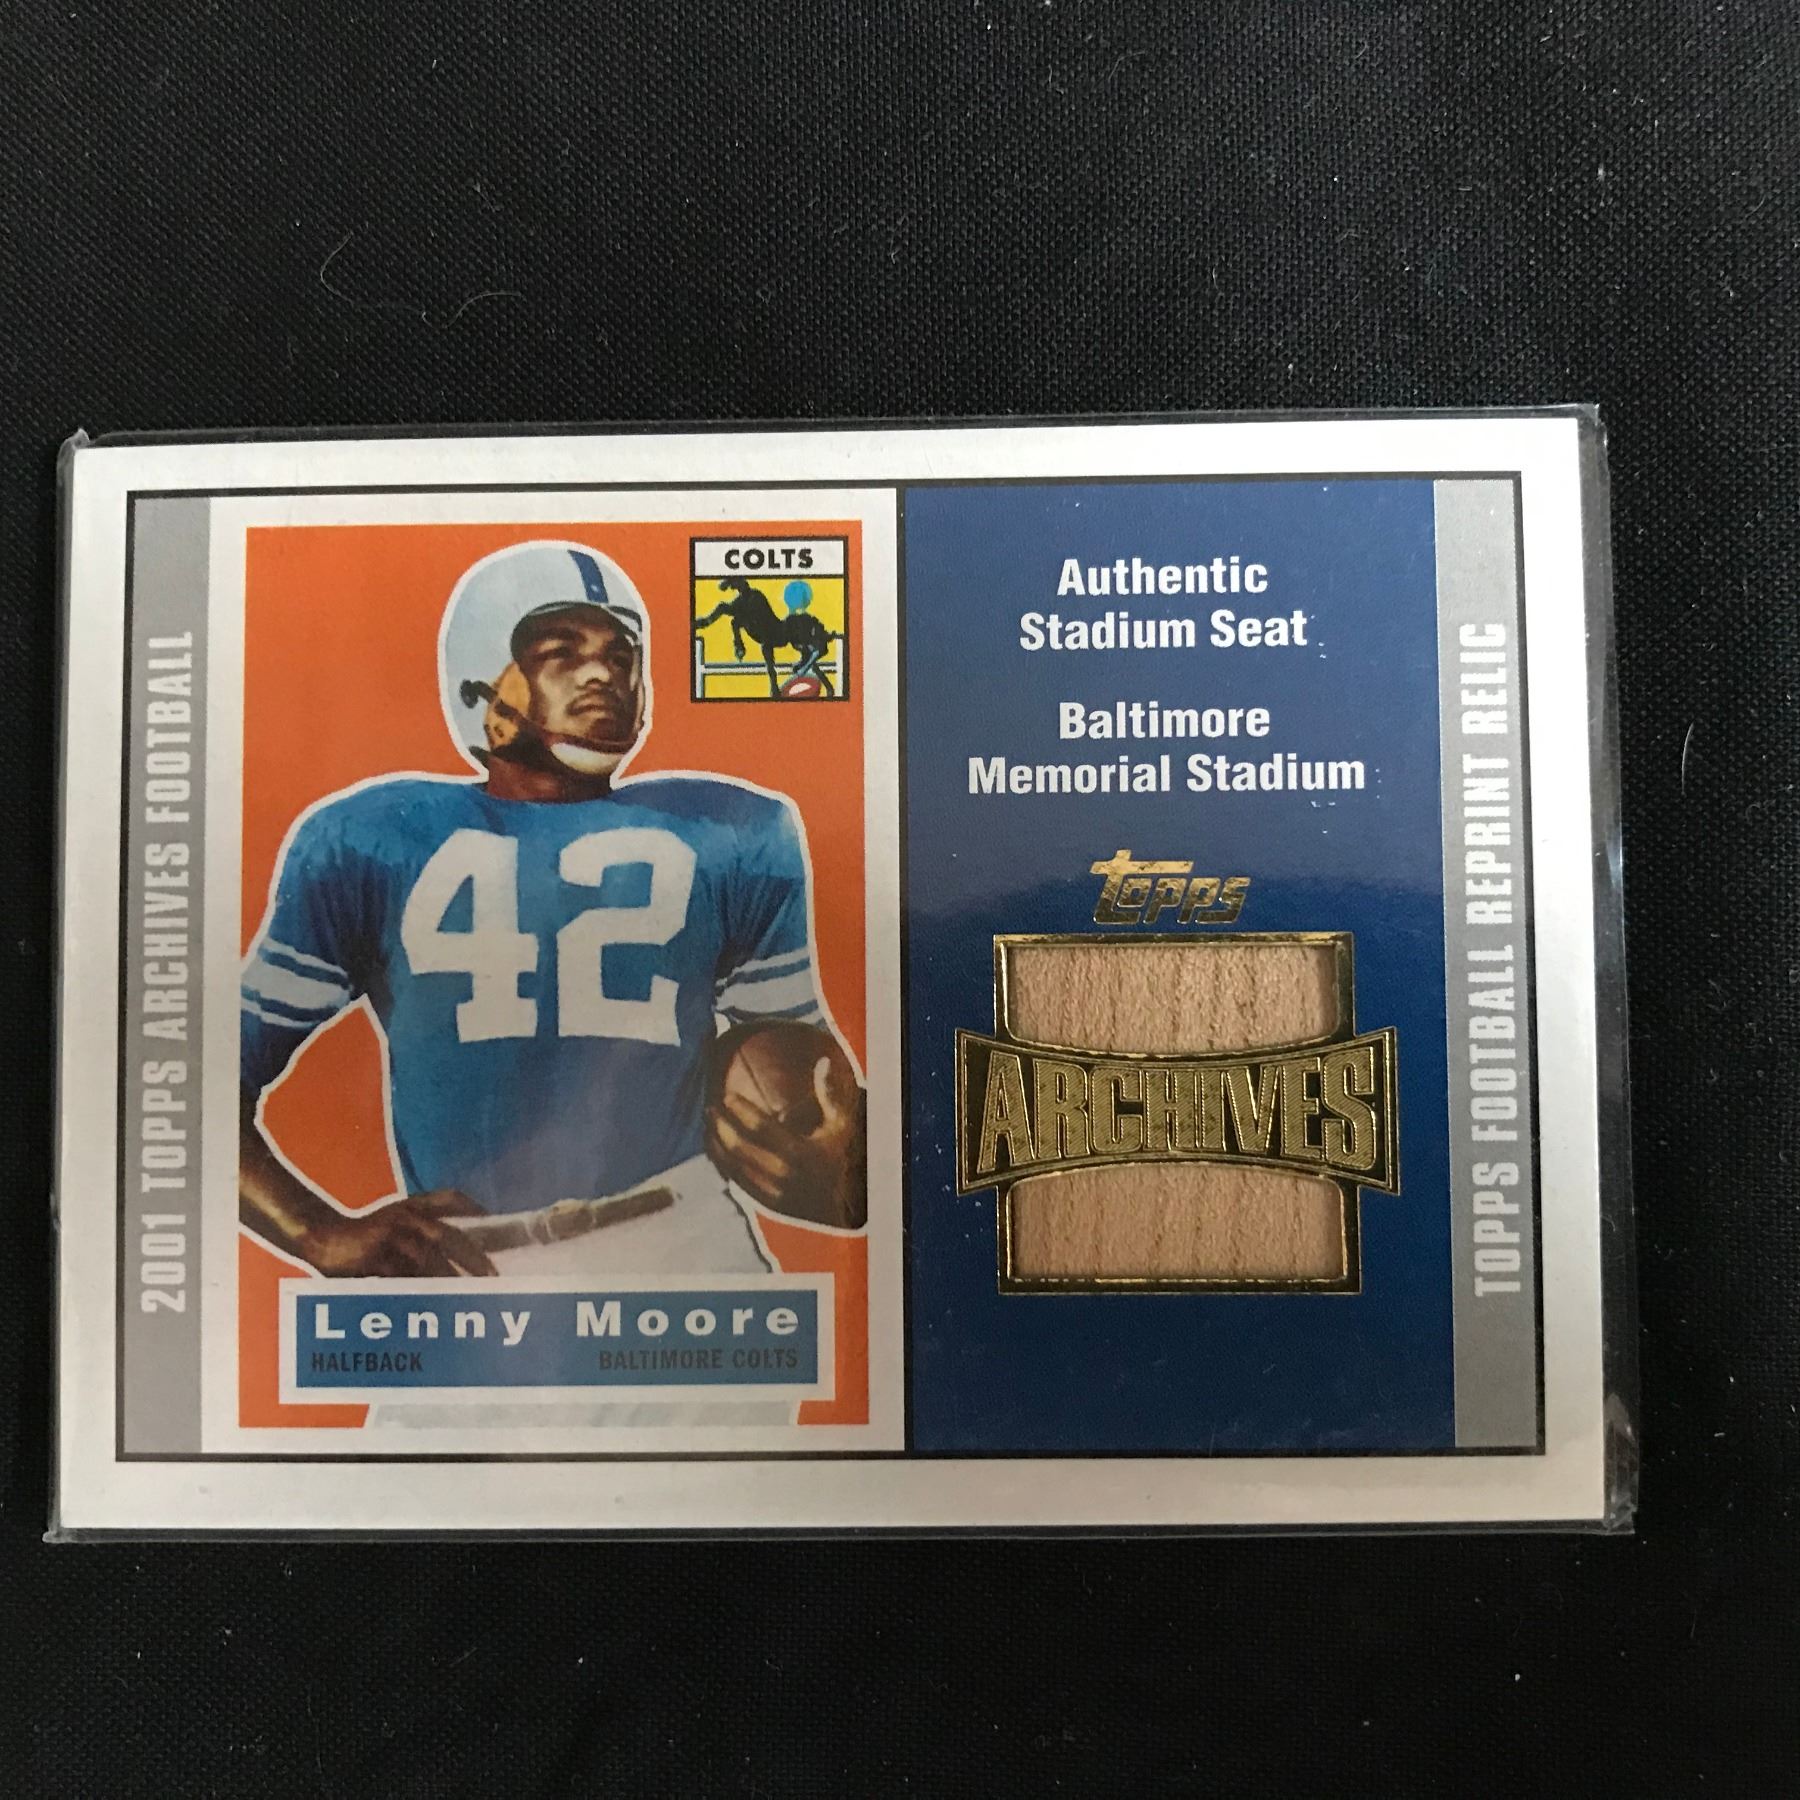 2001 TOPPS ARCHIVES FOOTBALL
COLTS
42
Lenny Moore
HALFBACK BALTIMORE COLTS
Authentic
Stadium Seat
Baltimore
Memorial Stadium
Topps
ARCHIVES
TOPPS FOOTBALL REPRINT RELIC